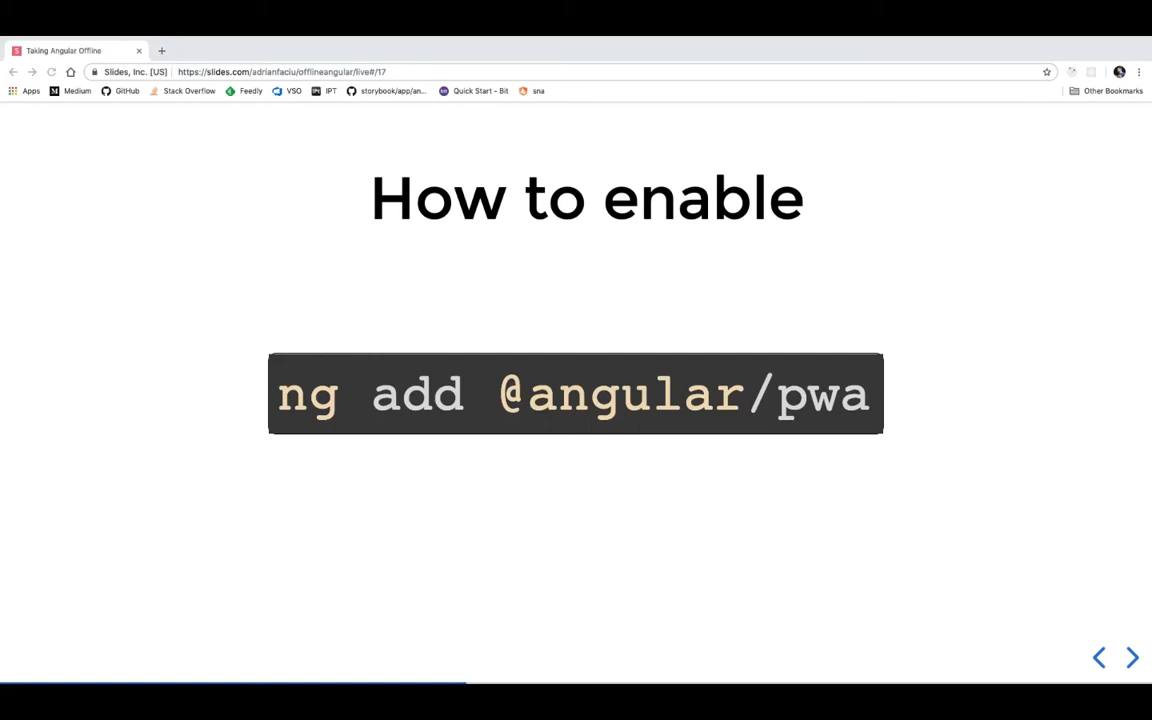 Taking Angular Offline
Slides, Inc. [US] https://slides.com/adrianfaciu/offlineangular/live#/17
Apps Medium GitHub Stack Overflow Feedly VSO IPT storybook/app/an... Quick Start - Bit sna Other Bookmarks
How to enable
ng add @angular/pwa